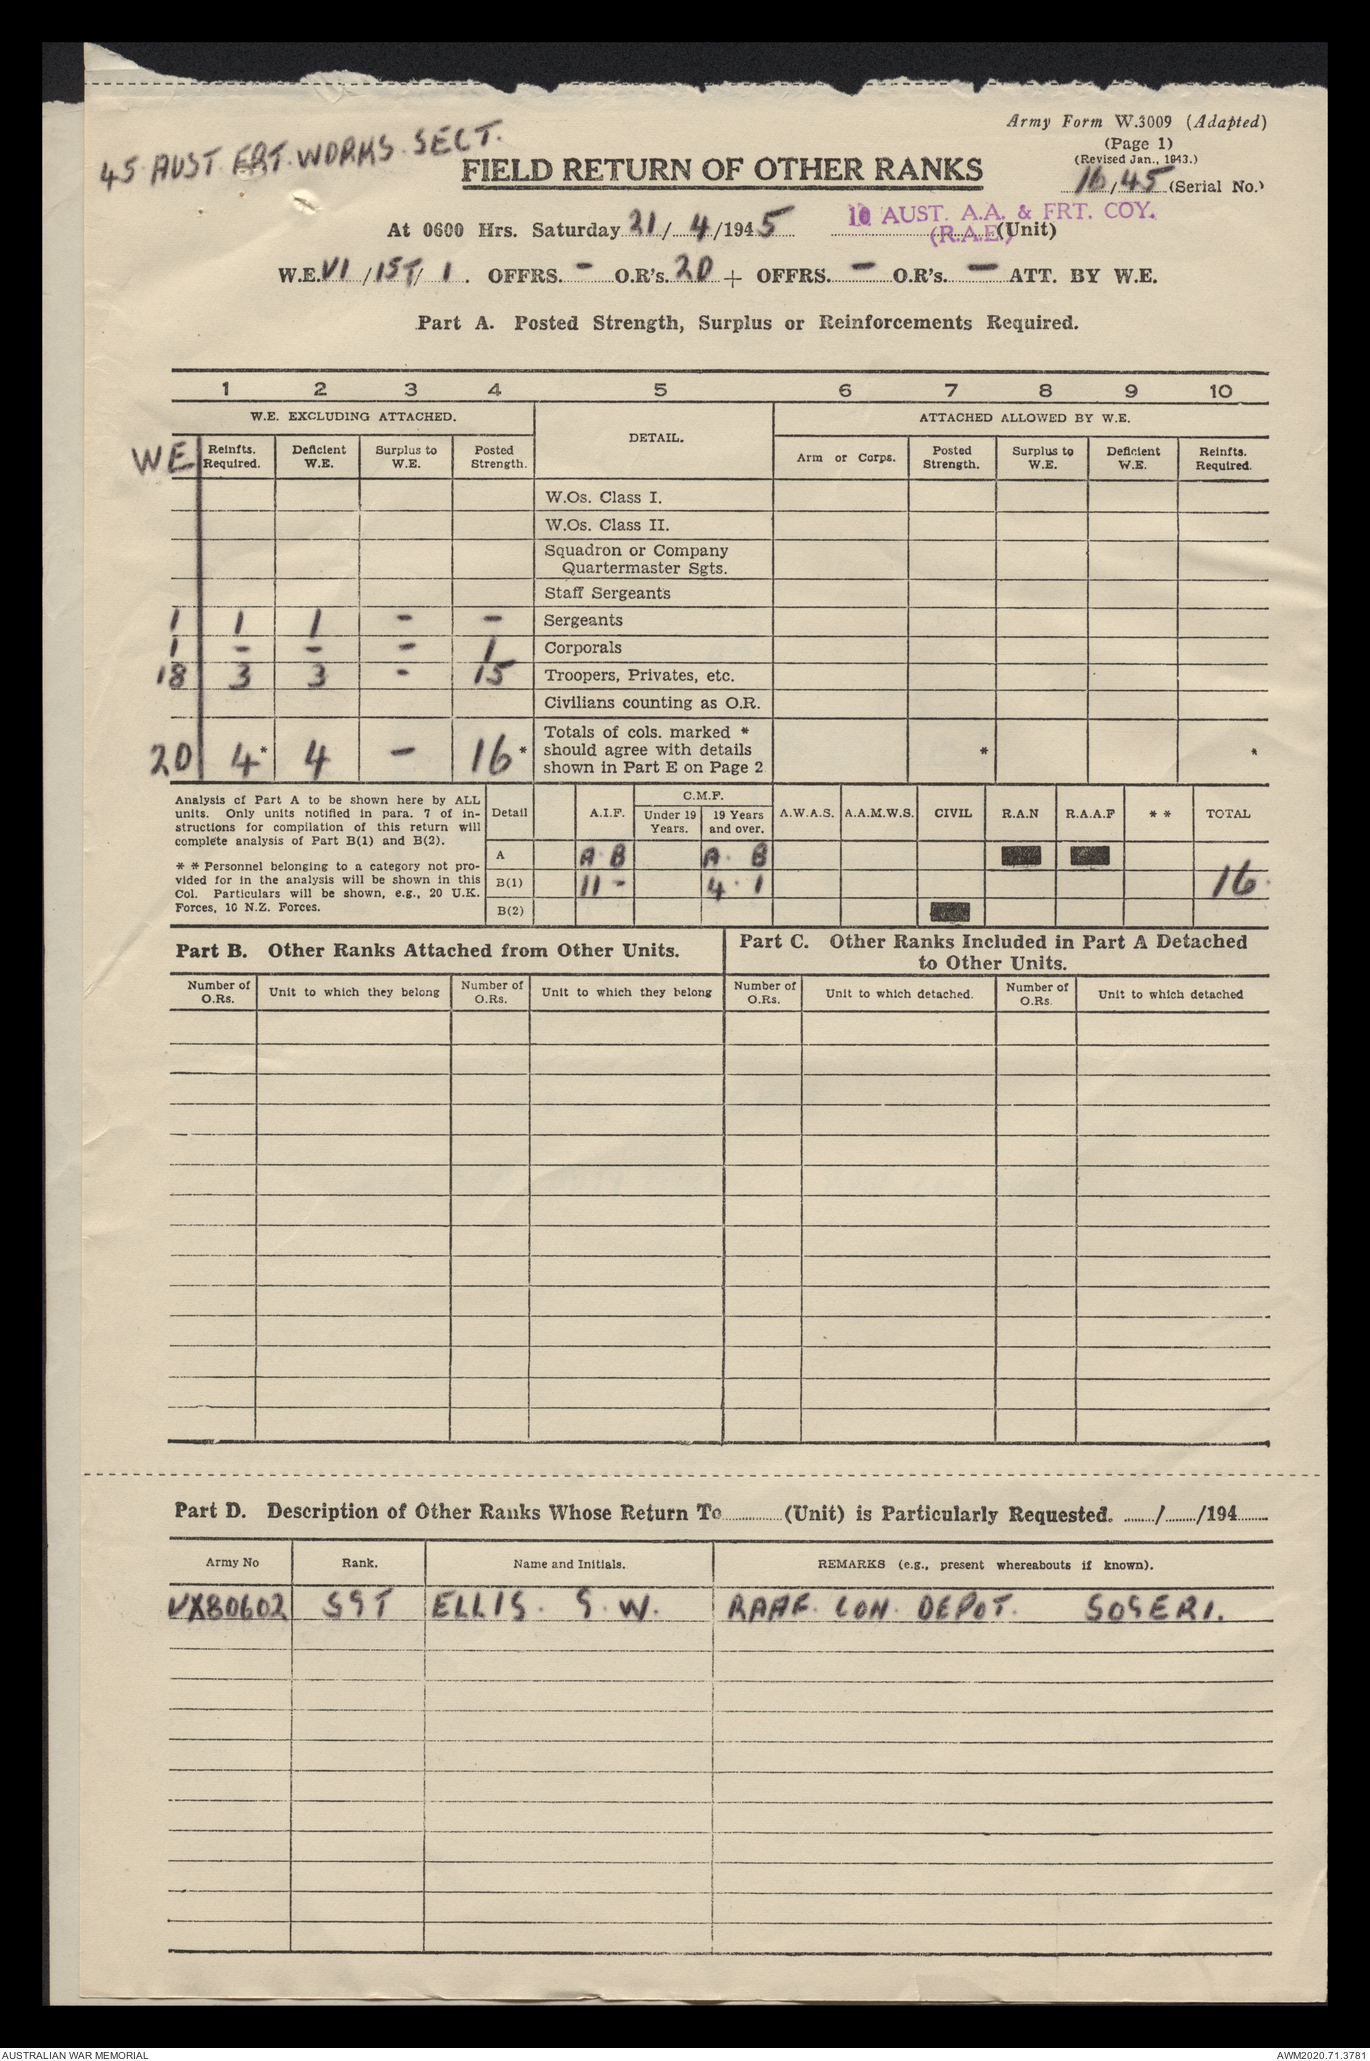 Army Form W.3009 (Adapted)
(Page 1)
(Revised Jan., 1943.)
16/45 (Serial No.)
45 AUST. FRT. WORKS. SECT.
FIELD RETURN OF OTHER RANKS
At 0600 Hrs. Saturday 21/4/1945 10 AUST. A.A. & FRT. COY. (R.A.E.) (Unit)
W.E. VI /1ST/ 1. OFFRS. - O.R's. 20 + OFFRS. - O.R's. - ATT. BY W.E.
Part A. Posted Strength, Surplus or Reinforcements Required.
1 2 3 4 5 6 7 8 9 10
W.E. EXCLUDING ATTACHED. DETAIL. ATTACHED ALLOWED BY W.E.
WE Reinfts. Required. Deficient W.E. Surplus to W.E. Posted Strength. Arm or Corps. Posted Strength. Surplus to W.E. Deficient W.E. Reinfts. Required.
W.Os. Class I.
W.Os. Class II.
Squadron or Company
Quartermaster Sgts.
Staff Sergeants
1 1 1 - - Sergeants
1 - - - 1 Corporals
18 3 3 - 15 Troopers, Privates, etc.
Civilians counting as O.R.
20 4* 4 - 16* Totals of cols. marked * should agree with details shown in Part E on Page 2 * *
Analysis of Part A to be shown here by ALL
units. Only units notified in para. 7 of in-
structions for compilation of this return will
complete analysis of Part B(1) and B(2).
* * Personnel belonging to a category not pro-
vided for in the analysis will be shown in this
Col. Particulars will be shown, e.g., 20 U.K.
Forces, 10 N.Z. Forces.
Detail A.I.F. C.M.F. Under 19 Years. 19 Years and over. A.W.A.S. A.A.M.W.S. CIVIL R.A.N R.A.A.F * * TOTAL
A A B A. B
B(1) 11 - 4. 1 16.
B(2)
Part B. Other Ranks Attached from Other Units.
Part C. Other Ranks Included in Part A Detached
to Other Units.
Number of O.Rs. Unit to which they belong Number of O.Rs. Unit to which they belong Number of O.Rs. Unit to which detached. Number of O.Rs. Unit to which detached
Part D. Description of Other Ranks Whose Return To (Unit) is Particularly Requested. / /194
Army No Rank. Name and Initials. REMARKS (e.g., present whereabouts if known).
VX80602 SGT ELLIS. G. W. RAAF. CON. DEPOT. SOGERI.
AUSTRALIAN WAR MEMORIAL AWM2020.71.3781